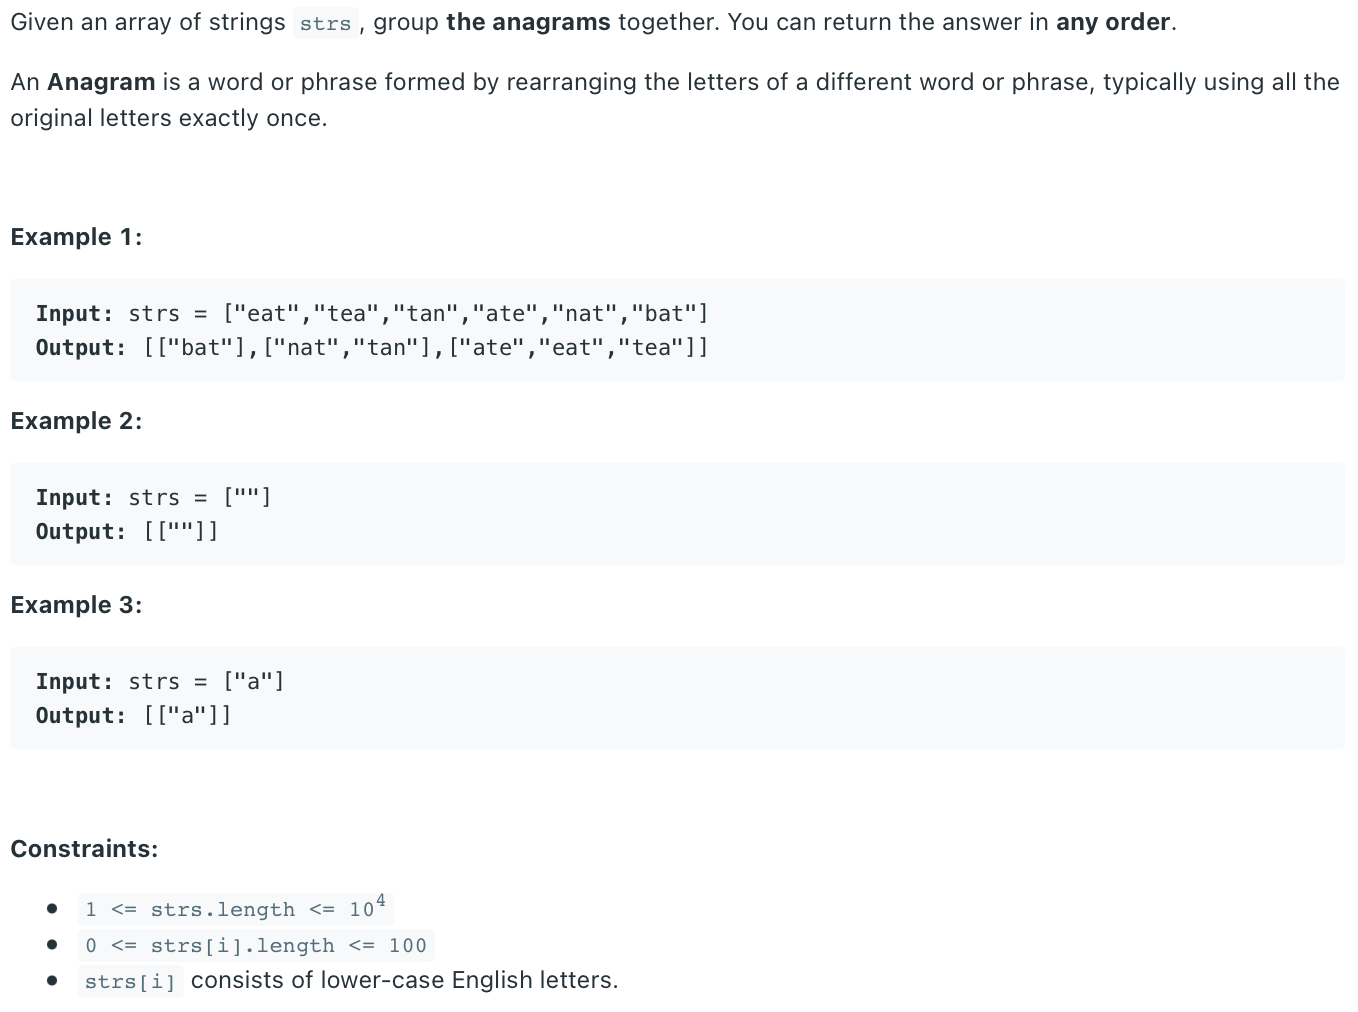 Given an array of strings strs, group the anagrams together. You can return the answer in any order.
An Anagram is a word or phrase formed by rearranging the letters of a different word or phrase, typically using all the
original letters exactly once.
Example 1:
Input: strs = ["eat","tea","tan","ate","nat","bat"]
Output: [["bat"],["nat","tan"],["ate","eat","tea"]]
Example 2:
Input: strs = [""]
Output: [[""]]
Example 3:
Input: strs = ["a"]
Output: [["a"]]
Constraints:
• 1 <= strs.length <= 10⁴
• 0 <= strs[i].length <= 100
• strs[i] consists of lower-case English letters.